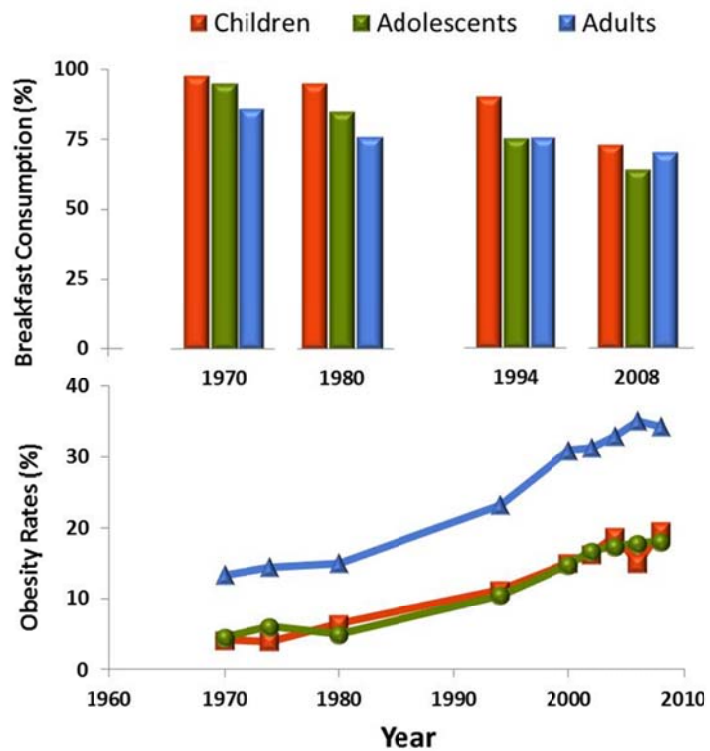 Children Adolescents Adults
Breakfast Consumption (%)
100
75
50
25
0
1970 1980 1994 2008
Obesity Rates (%)
40
30
20
10
0
1960 1970 1980 1990 2000 2010
Year